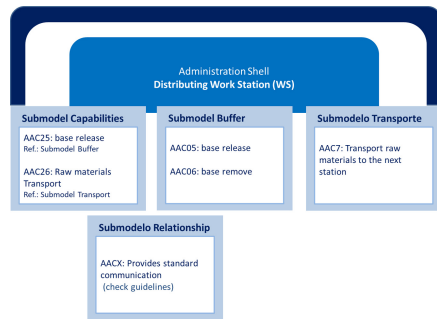 Administration Shell
Distributing Work Station (WS)
Submodel Capabilities
AAC25: base release
Ref.: Submodel Buffer
AAC26: Raw materials
Transport
Ref.: Submodel Transport
Submodel Buffer
AAC05: base release
AAC06: base remove
Submodelo Transporte
AAC7: Transport raw
materials to the next
station
Submodelo Relationship
AACX: Provides standard
communication
(check guidelines)